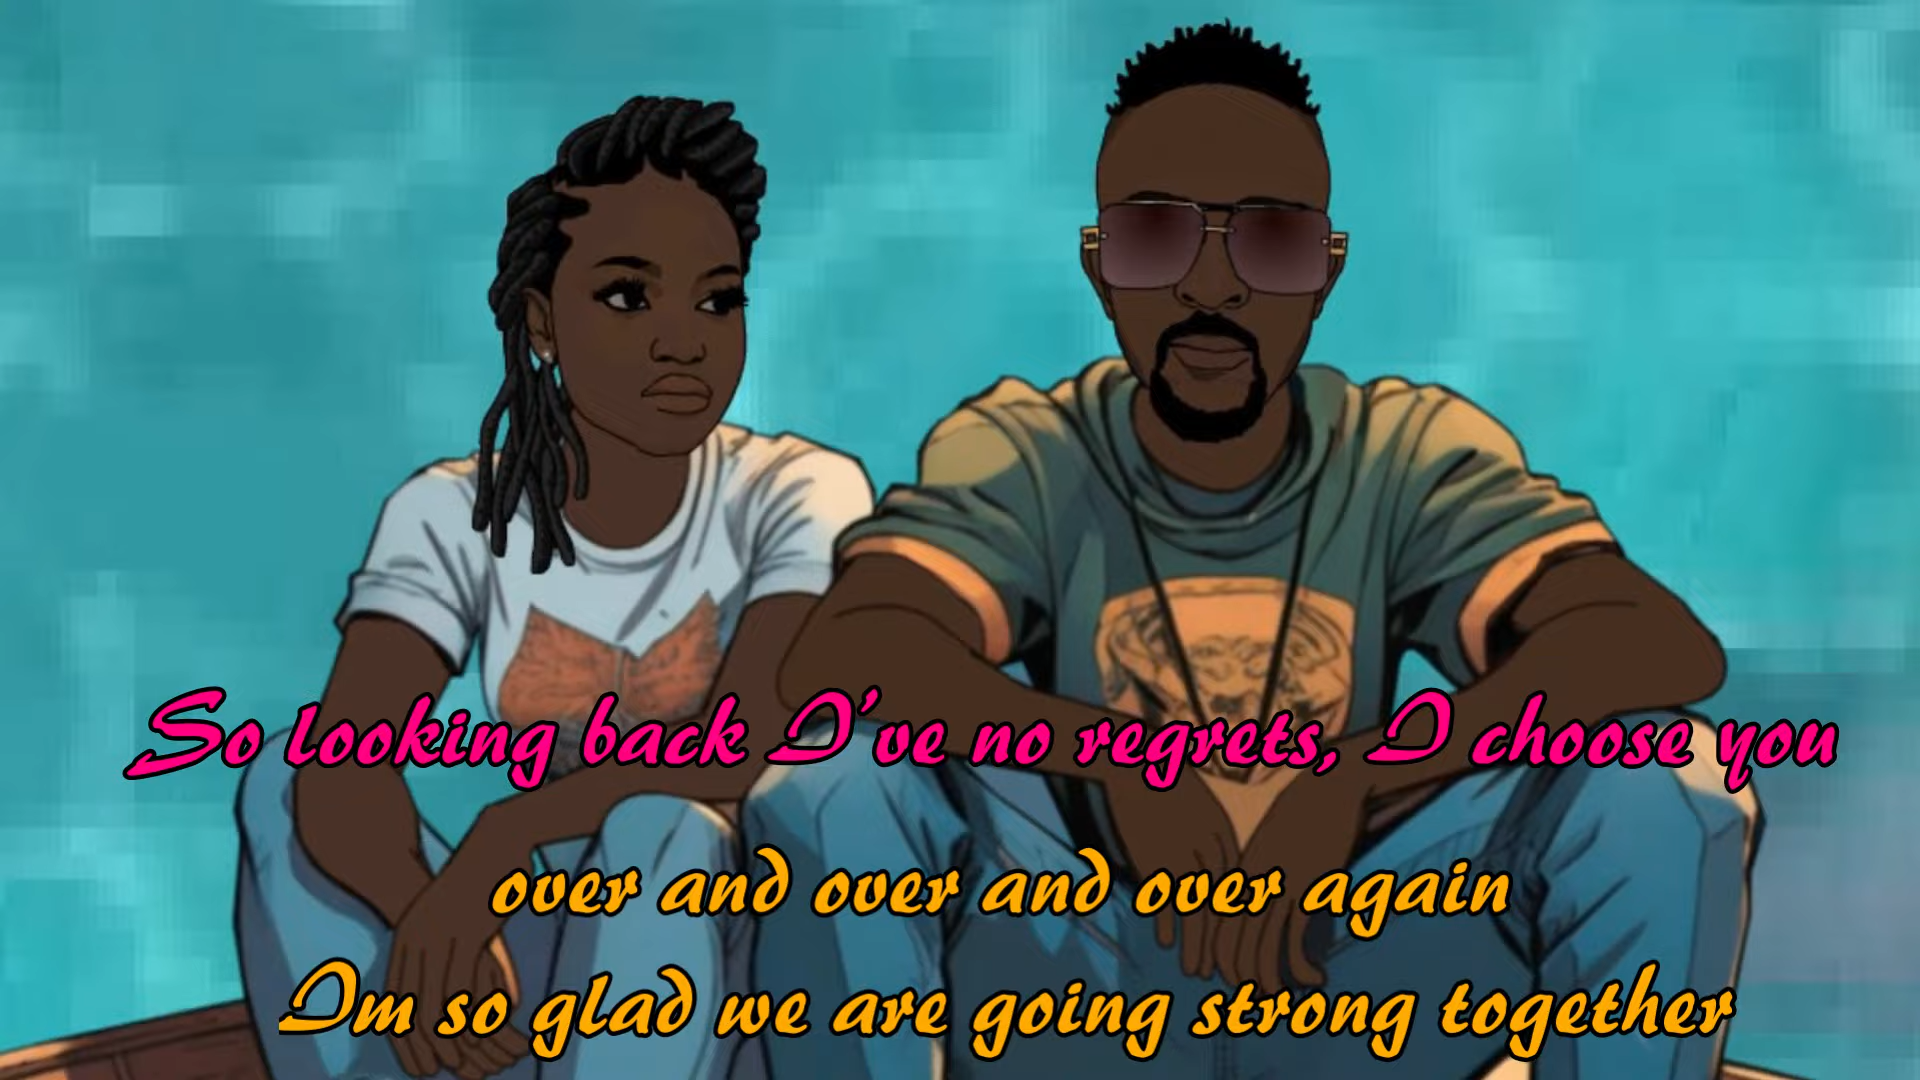 So looking back I've no regrets, I choose you
over and over and over again
Im so glad we are going strong together